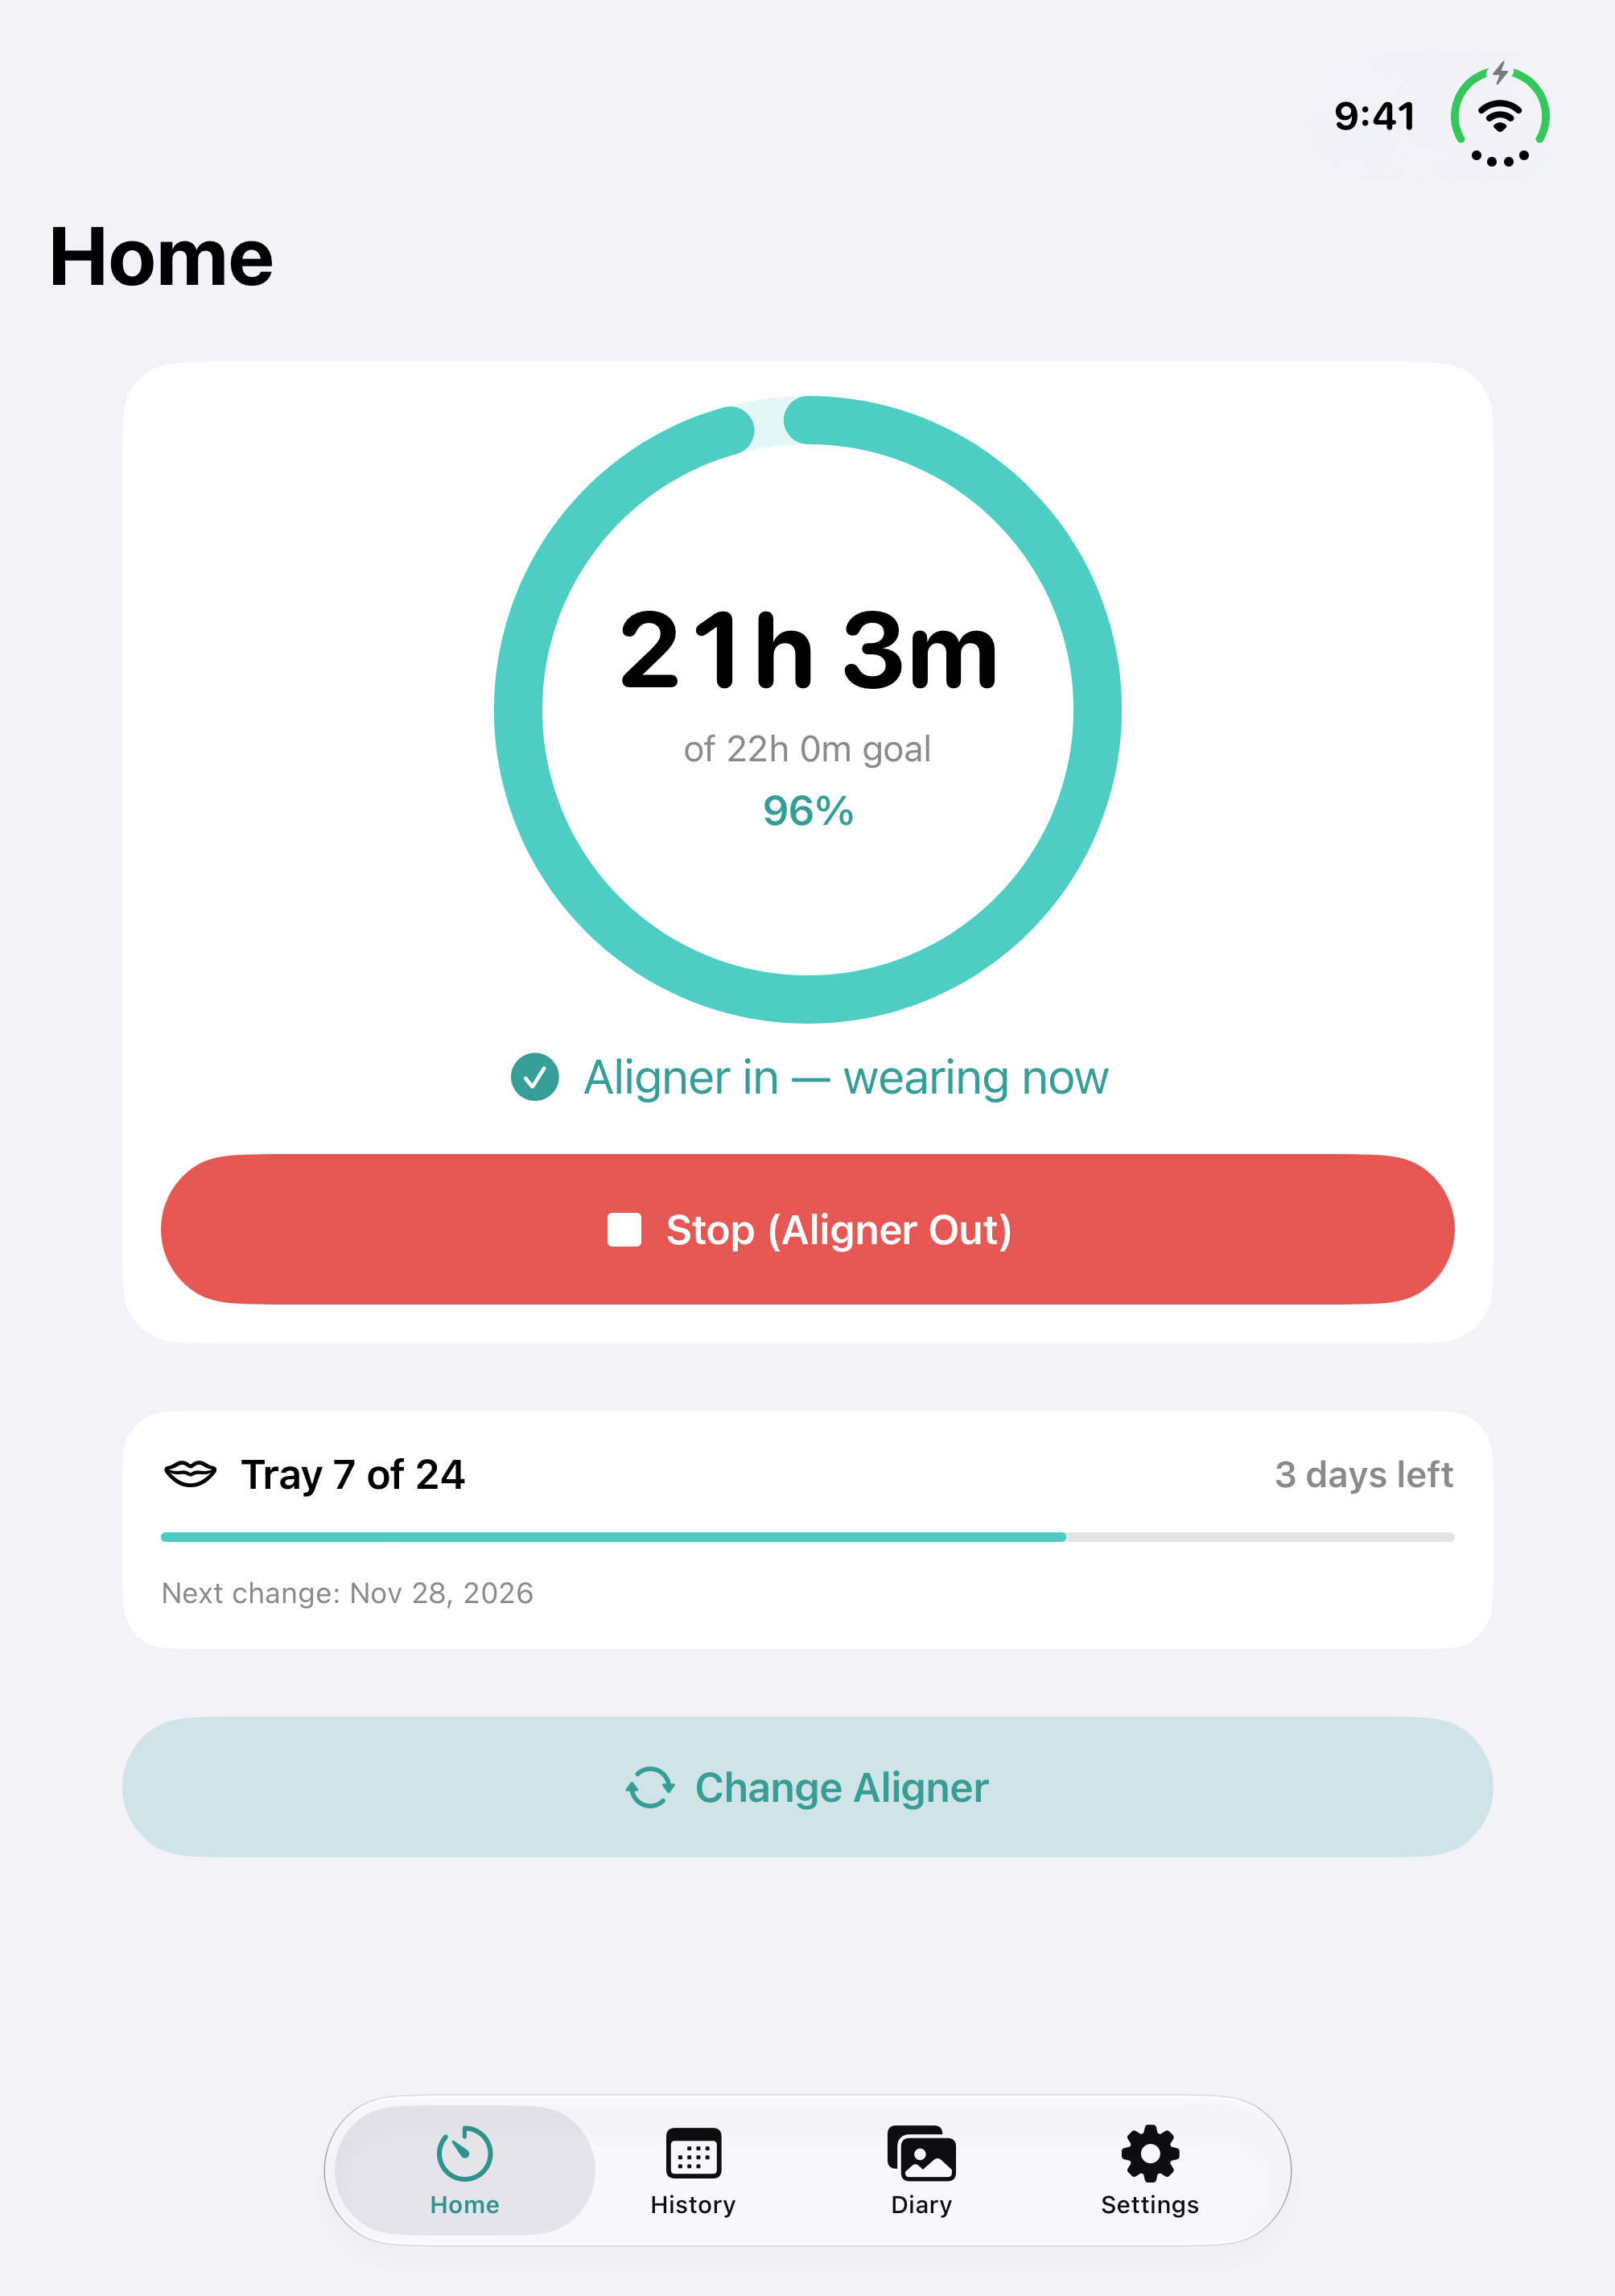 9:41
Home
21h 3m
of 22h 0m goal
96%
Aligner in — wearing now
Stop (Aligner Out)
Tray 7 of 24
3 days left
Next change: Nov 28, 2026
Change Aligner
Home
History
Diary
Settings